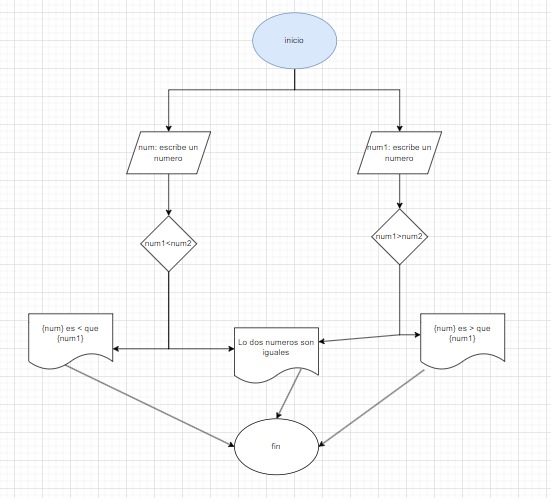 inicio
num: escribe un
numero
num1: escribe un
numero
num1<num2
num1>num2
{num} es < que
{num1}
Lo dos numeros son
iguales
{num} es > que
{num1}
fin